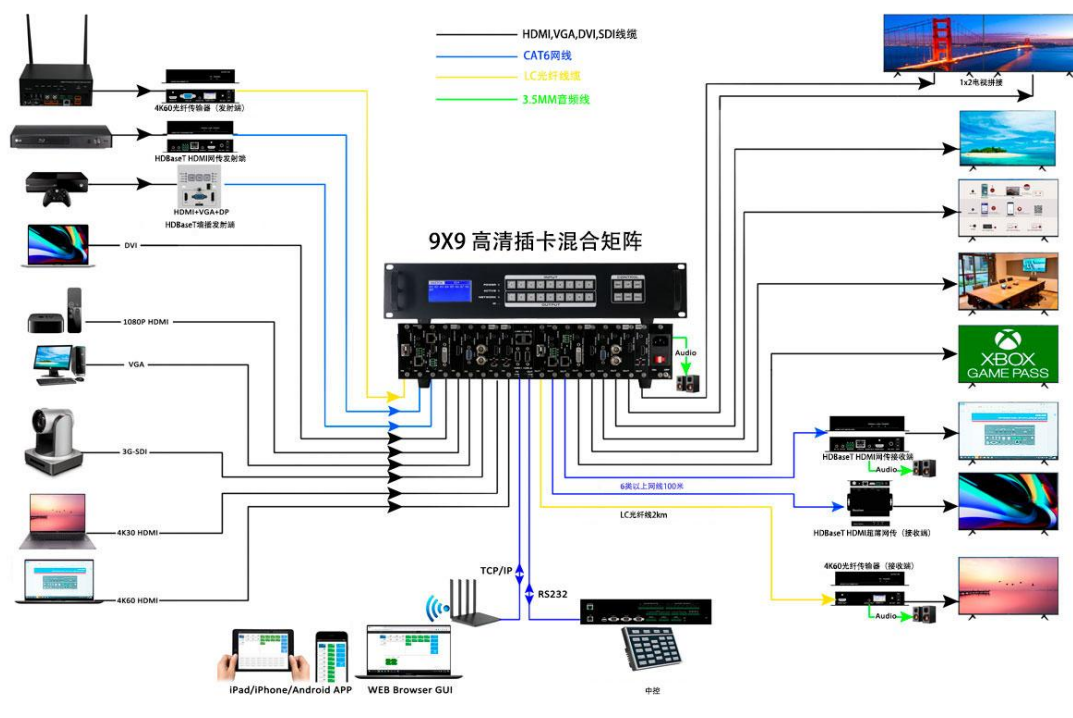 HDMI,VGA,DVI,SDI线缆
CAT6网线
LC光纤线缆
3.5MM音频线
1x2电视拼接
4K60光纤传输器（发射端）
HDBaseT HDMI网传发射端
HDMI+VGA+DP
HDBaseT墙插发射端
DVI
9X9 高清插卡混合矩阵
INPUT
CONTROL
OUTPUT
1080P HDMI
Audio
VGA
XBOX
GAME PASS
3G-SDI
HDBaseT HDMI网传接收端
Audio
6类以上网线100米
LC光纤线2km
4K30 HDMI
HDBaseT HDMI超薄网传（接收端）
4K60光纤传输器（接收端）
TCP/IP
RS232
4K60 HDMI
Audio
iPad/iPhone/Android APP
WEB Browser GUI
中控